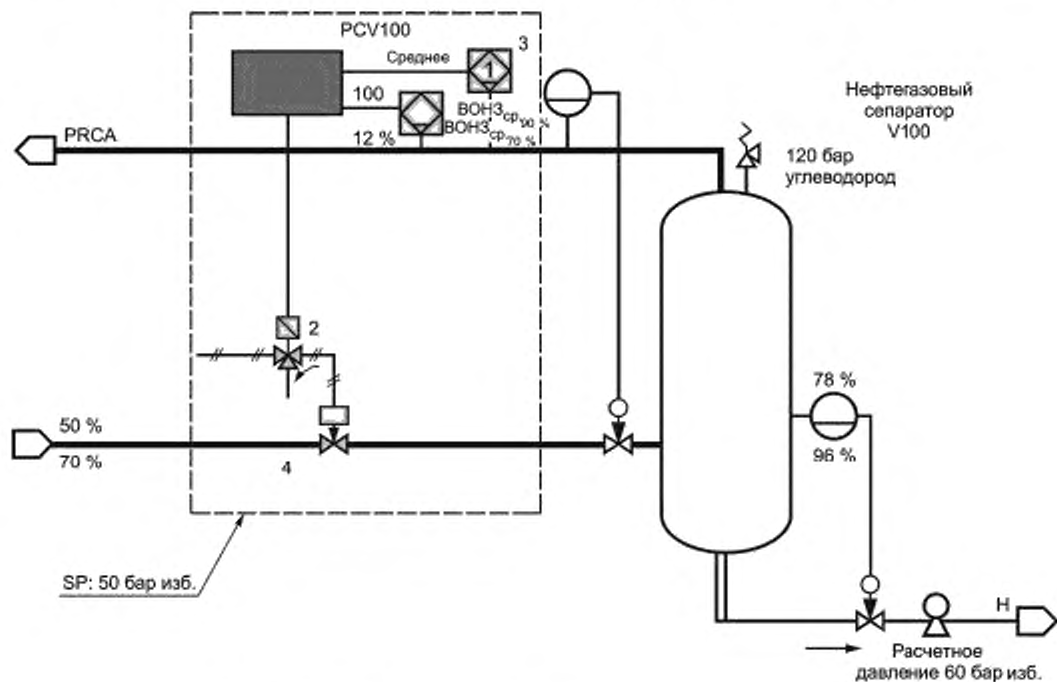 PCV100
3
Среднее
1
100
ВОНЗср90 %
ВОНЗср70 %
12 %
PRCA
Нефтегазовый
сепаратор
V100
120 бар
углеводород
2
78 %
96 %
50 %
70 %
4
SP: 50 бар изб.
H
Расчетное
давление 60 бар изб.